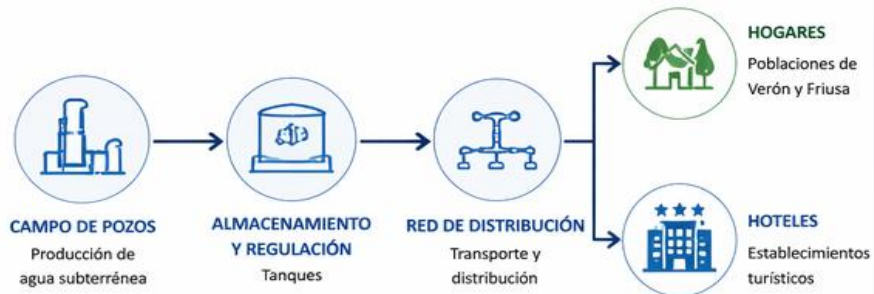 CAMPO DE POZOS
Producción de
agua subterrénea
ALMACENAMIENTO
Y REGULACIÓN
Tanques
RED DE DISTRIBUCIÓN
Transporte y
distribución
HOGARES
Poblaciones de
Verón y Friusa
HOTELES
Establecimientos
turísticos